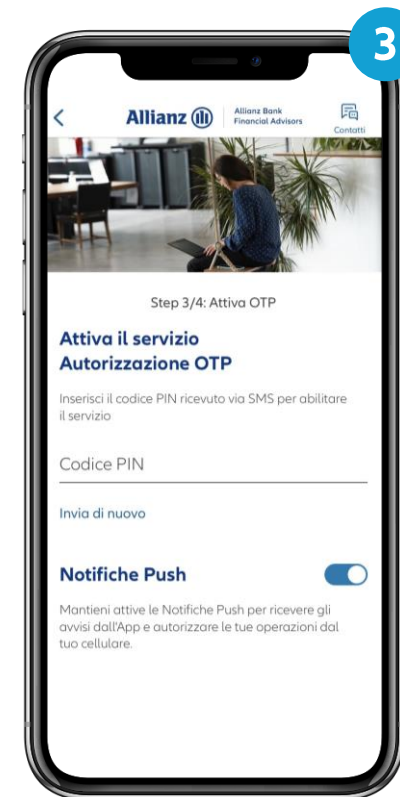 3
Allianz
Allianz Bank
Financial Advisors
Contatti
Step 3/4: Attiva OTP
Attiva il servizio
Autorizzazione OTP
Inserisci il codice PIN ricevuto via SMS per abilitare
il servizio
Codice PIN
Invia di nuovo
Notifiche Push
Mantieni attive le Notifiche Push per ricevere gli
avvisi dall'App e autorizzare le tue operazioni dal
tuo cellulare.